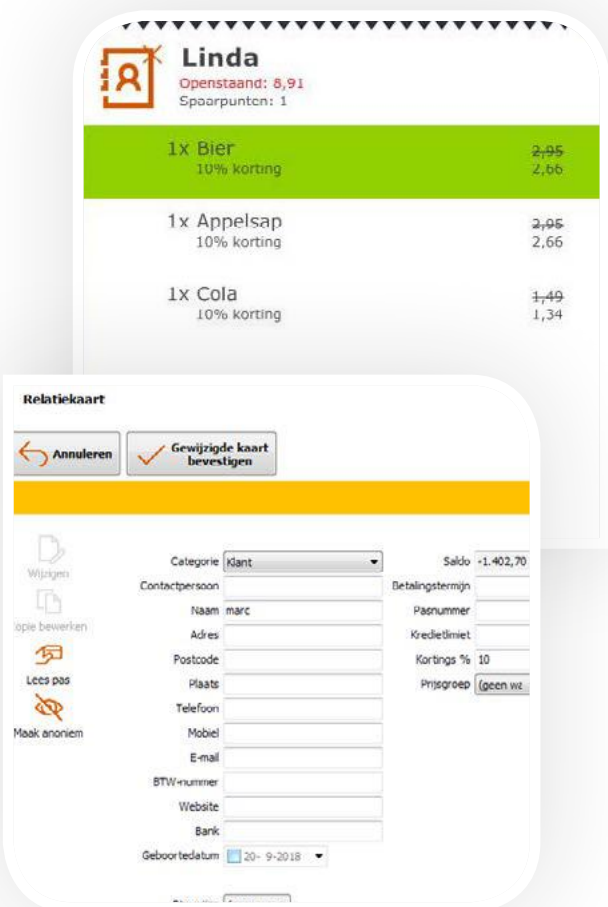 Linda
Openstaand: 8,91
Spaarpunten: 1
1x Bier 2,95
10% korting 2,66
1x Appelsap 2,95
10% korting 2,66
1x Cola 1,49
10% korting 1,34
Relatiekaart
Annuleren
Gewijzigde kaart
bevestigen
Wijzigen
opie bewerken
Lees pas
Maak anoniem
Categorie Klant
Contactpersoon
Naam marc
Adres
Postcode
Plaats
Telefoon
Mobiel
E-mail
BTW-nummer
Website
Bank
Geboortedatum 20- 9-2018
Saldo -1.402,70
Betalingstermijn
Pasnummer
Kredietlimiet
Kortings % 10
Prijsgroep (geen wa